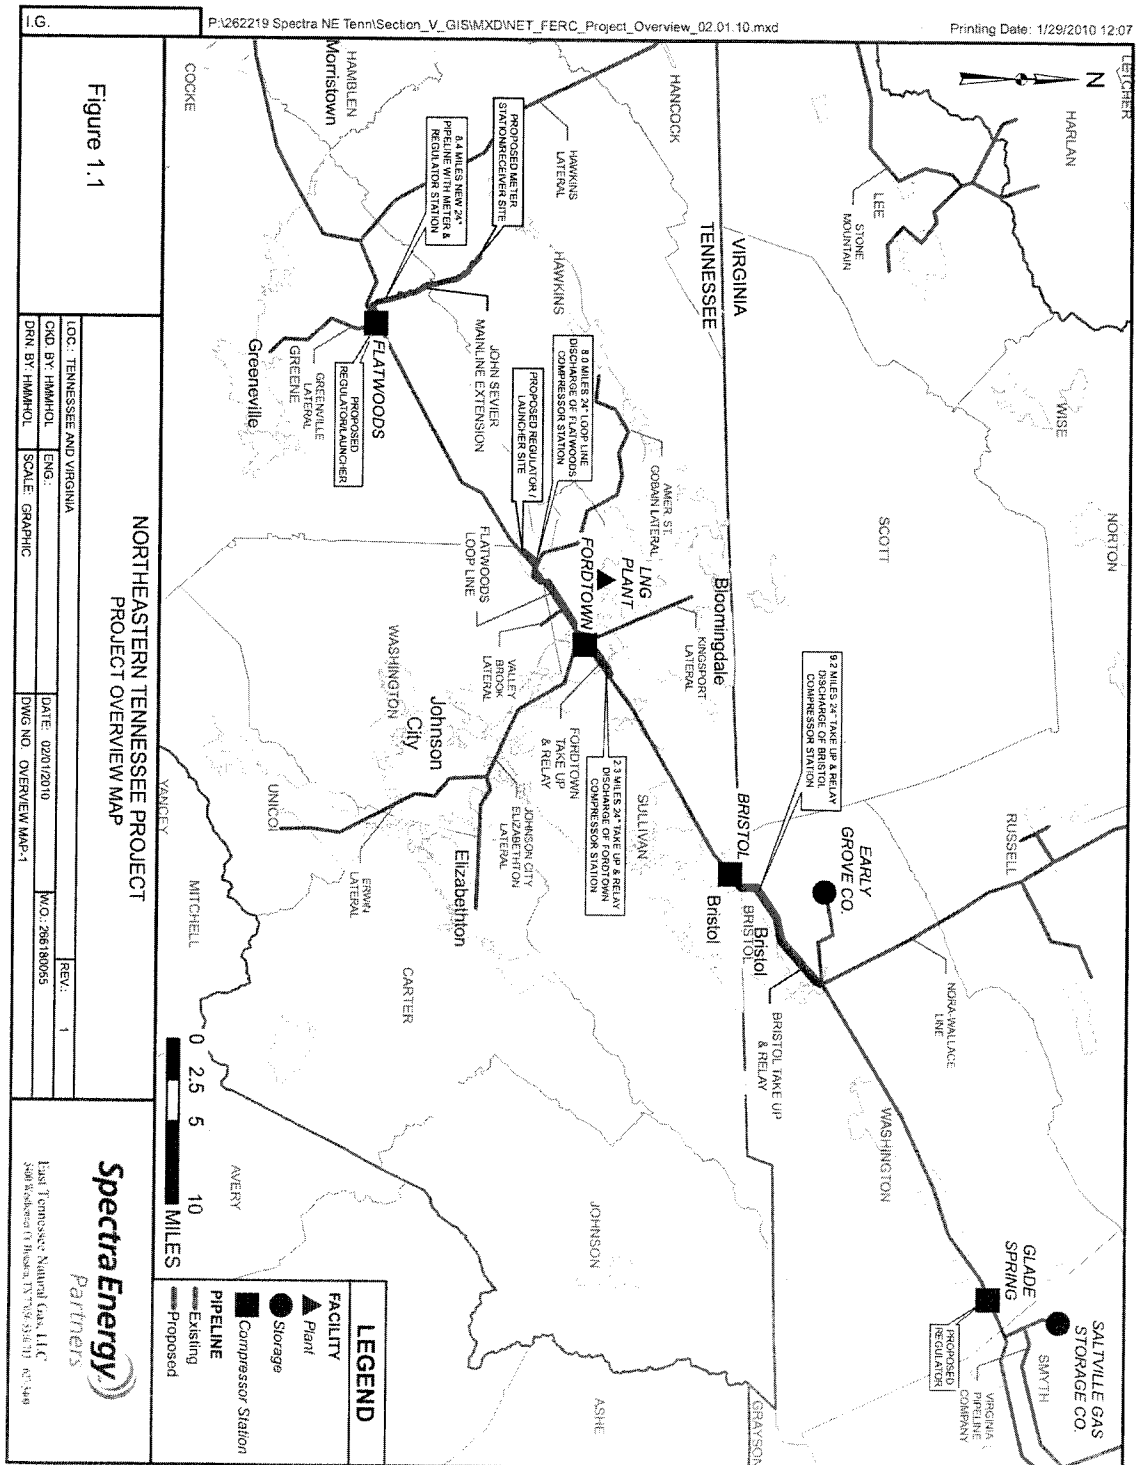 I.G.
P:\262219 Spectra NE Tenn\Section_V_GIS\MXD\NET_FERC_Project_Overview_02.01.10.mxd
Printing Date: 1/29/2010 12:07
N
LETCHER
HARLAN
LEE
STONE
MOUNTAIN
WISE
NORTON
SCOTT
RUSSELL
HANCOCK
VIRGINIA
TENNESSEE
COCKE
HAMBLEN
Morristown
HAWKINS
LATERAL
PROPOSED METER
STATION/RECEIVER SITE
8.4 MILES NEW 24"
PIPELINE WITH METER &
REGULATOR STATION
HAWKINS
JOHN SEVIER
MAINLINE EXTENSION
FLATWOODS
PROPOSED
REGULATOR/LAUNCHER
GREENVILLE
LATERAL
GREENE
Greeneville
8.0 MILES 24" LOOP LINE
DISCHARGE OF FLATWOODS
COMPRESSOR STATION
PROPOSED REGULATOR /
LAUNCHER SITE
AMER. ST.
GOBAIN LATERAL
FLATWOODS
LOOP LINE
FORDTOWN
LNG
PLANT
Bloomingdale
KINGSPORT
LATERAL
VALLEY
BROOK
LATERAL
WASHINGTON
Johnson
City
FORDTOWN
TAKE UP
& RELAY
2.3 MILES 24" TAKE UP & RELAY
DISCHARGE OF FORDTOWN
COMPRESSOR STATION
9.2 MILES 24" TAKE UP & RELAY
DISCHARGE OF BRISTOL
COMPRESSOR STATION
SULLIVAN
JOHNSON CITY
ELIZABETHTON
LATERAL
UNICOI
ERWIN
LATERAL
Elizabethton
BRISTOL
Bristol
BRISTOL
Bristol
EARLY
GROVE CO.
NORA-WALLACE
LINE
BRISTOL TAKE UP
& RELAY
WASHINGTON
YANCEY
MITCHELL
CARTER
AVERY
JOHNSON
ASHE
GRAYSON
GLADE
SPRING
PROPOSED
REGULATOR
SALTVILLE GAS
STORAGE CO.
SMYTH
VIRGINIA
PIPELINE
COMPANY
0 2.5 5 10
MILES
LEGEND
FACILITY
Plant
Storage
Compressor Station
PIPELINE
Existing
Proposed
Figure 1.1
NORTHEASTERN TENNESSEE PROJECT
PROJECT OVERVIEW MAP
LOC.: TENNESSEE AND VIRGINIA
REV.: 1
CKD. BY: HMMHOL
ENG.:
DATE: 02/01/2010
W.O.: 266180065
DRN. BY: HMMHOL
SCALE: GRAPHIC
DWG NO. OVERVIEW MAP-1
Spectra Energy
Partners
East Tennessee Natural Gas, LLC